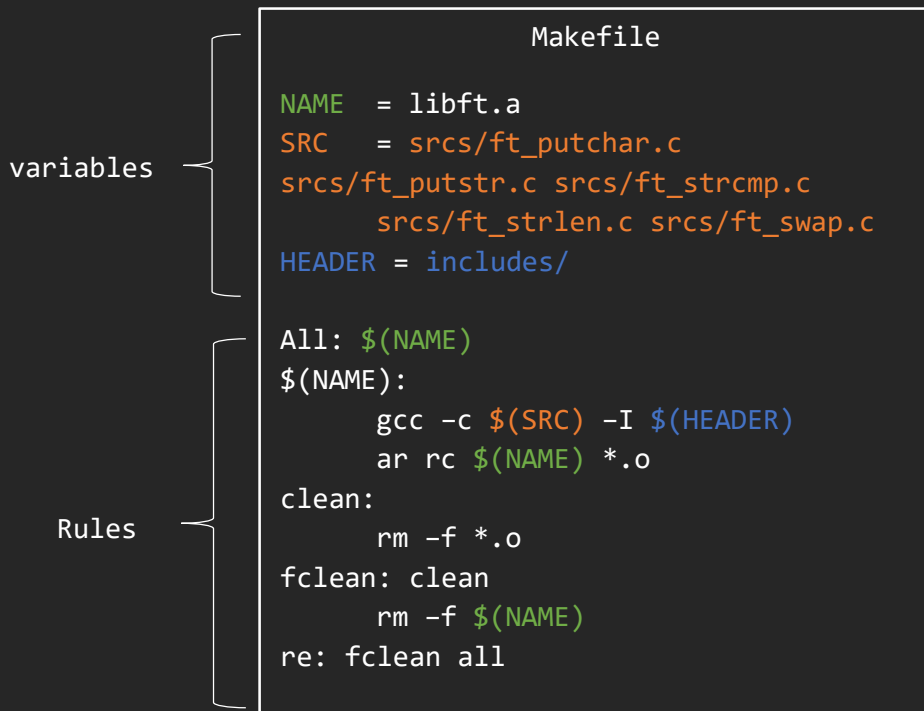 Makefile
variables
NAME  = libft.a
SRC   = srcs/ft_putchar.c
srcs/ft_putstr.c srcs/ft_strcmp.c
srcs/ft_strlen.c srcs/ft_swap.c
HEADER = includes/
Rules
All: $(NAME)
$(NAME):
gcc –c $(SRC) –I $(HEADER)
ar rc $(NAME) *.o
clean:
rm –f *.o
fclean: clean
rm –f $(NAME)
re: fclean all